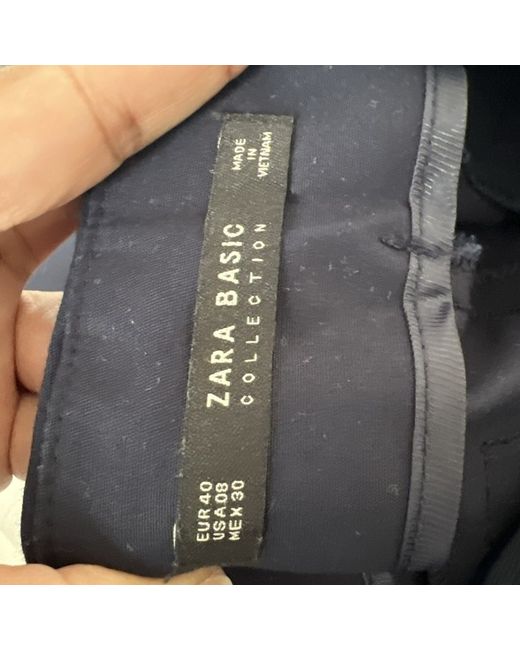 MADE
IN
VIETNAM
ZARA BASIC
COLLECTION
EUR 40
USA 08
MEX 30